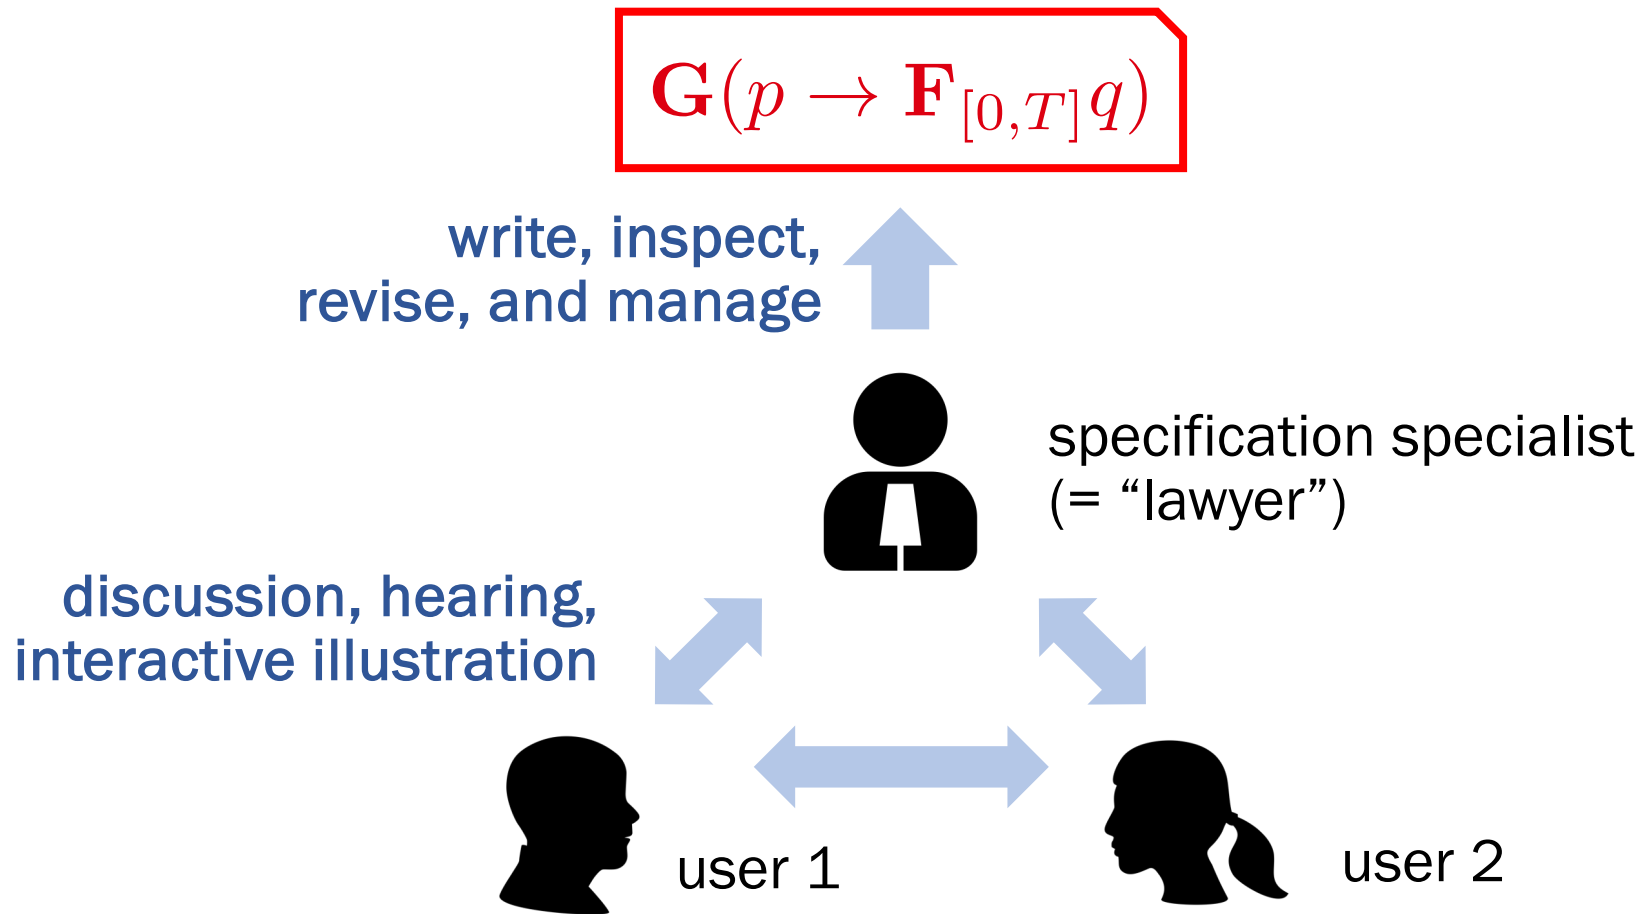 G(p → F[0,T]q)
write, inspect,
revise, and manage
specification specialist
(= “lawyer”)
discussion, hearing,
interactive illustration
user 1
user 2